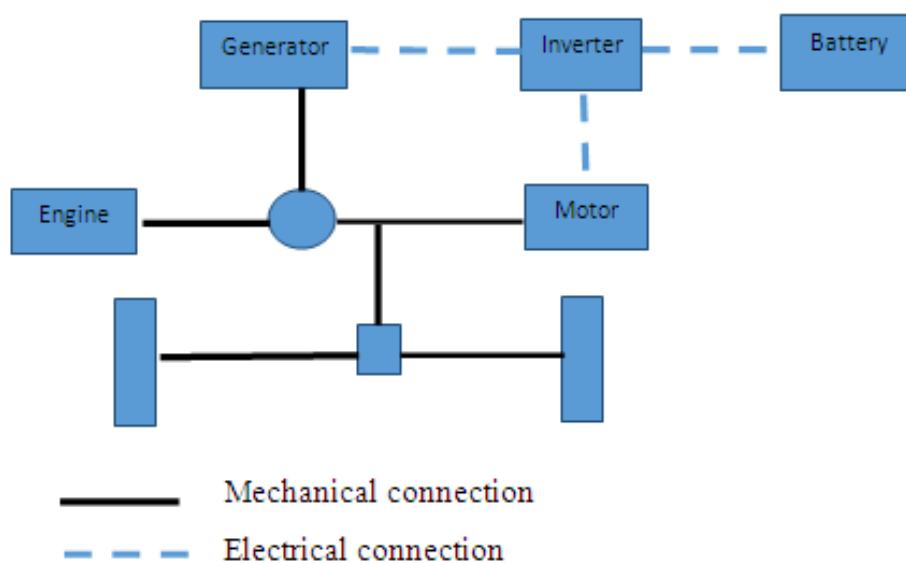 Generator
Inverter
Battery
Engine
Motor
Mechanical connection
Electrical connection